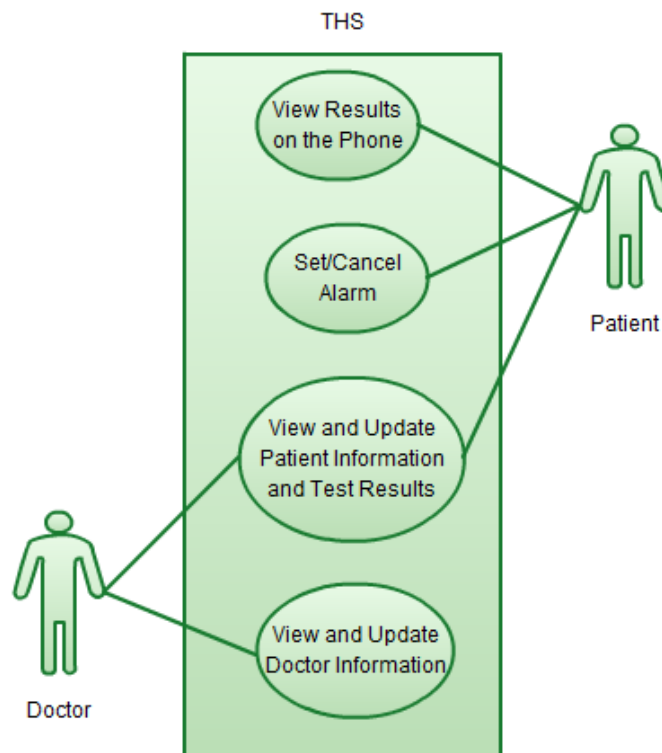 THS
View Results
on the Phone
Set/Cancel
Alarm
Patient
View and Update
Patient Information
and Test Results
View and Update
Doctor Information
Doctor